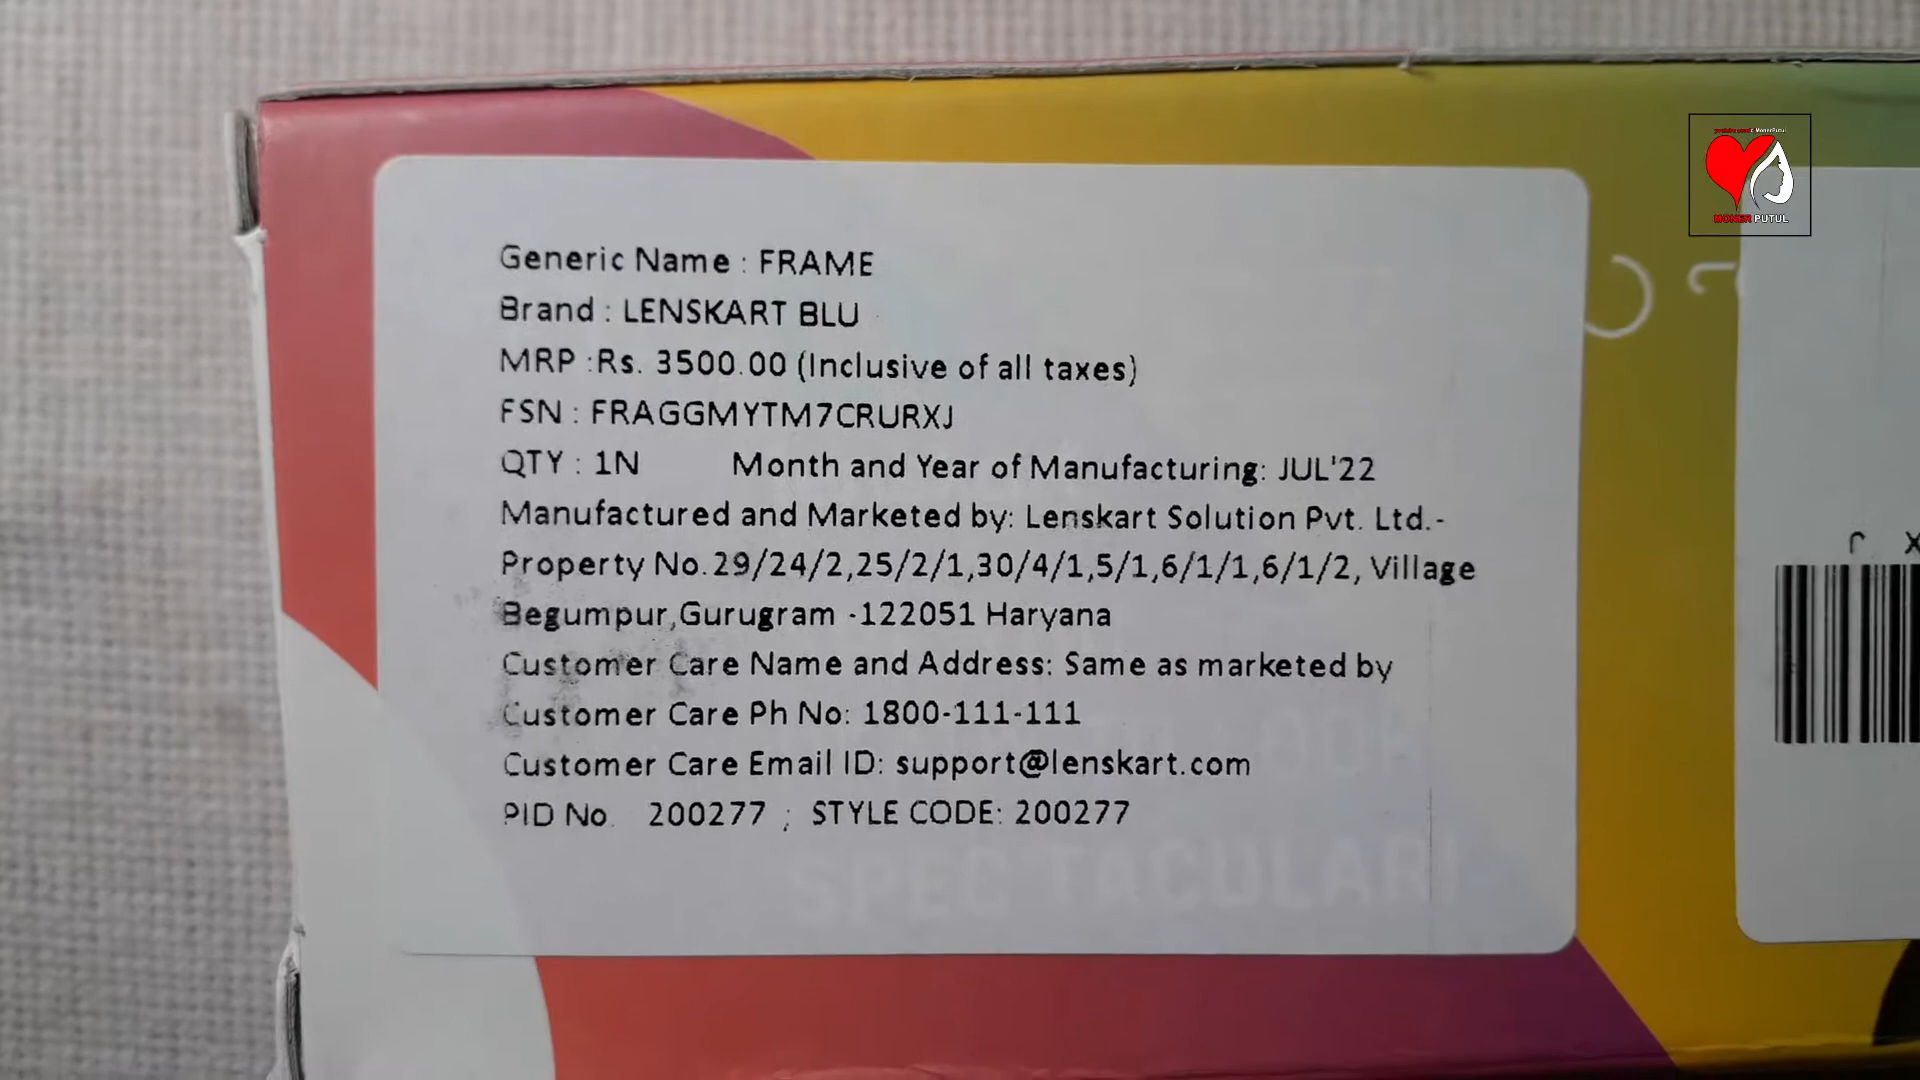 Generic Name : FRAME
Brand : LENSKART BLU
MRP :Rs. 3500.00 (Inclusive of all taxes)
FSN : FRAGGMYTM7CRURXJ
QTY : 1N Month and Year of Manufacturing: JUL'22
Manufactured and Marketed by: Lenskart Solution Pvt. Ltd.-
Property No.29/24/2,25/2/1,30/4/1,5/1,6/1/1,6/1/2, Village
Begumpur,Gurugram -122051 Haryana
Customer Care Name and Address: Same as marketed by
Customer Care Ph No: 1800-111-111
Customer Care Email ID: support@lenskart.com
PID No. 200277 ; STYLE CODE: 200277
SPECTACULAR!
MONER PUTUL